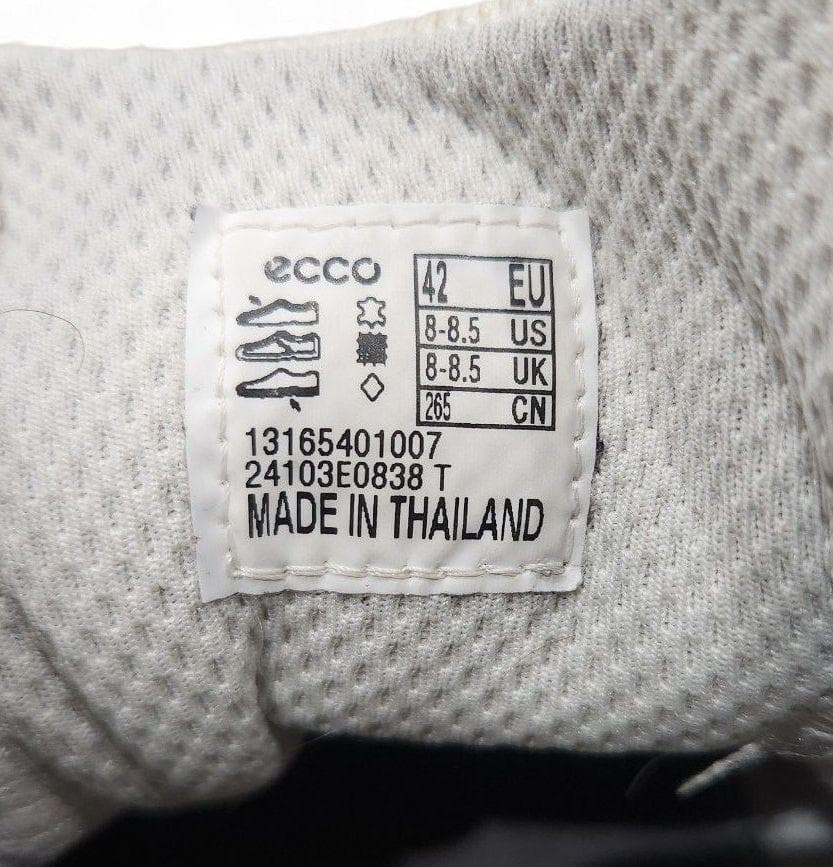 ecco
42 EU
8-8.5 US
8-8.5 UK
265 CN
13165401007
24103E0838 T
MADE IN THAILAND